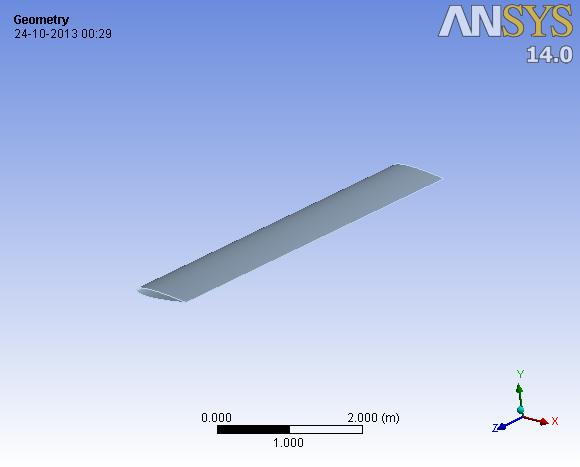 Geometry
24-10-2013 00:29
ANSYS
14.0
0.000 2.000 (m)
1.000
Y
Z X